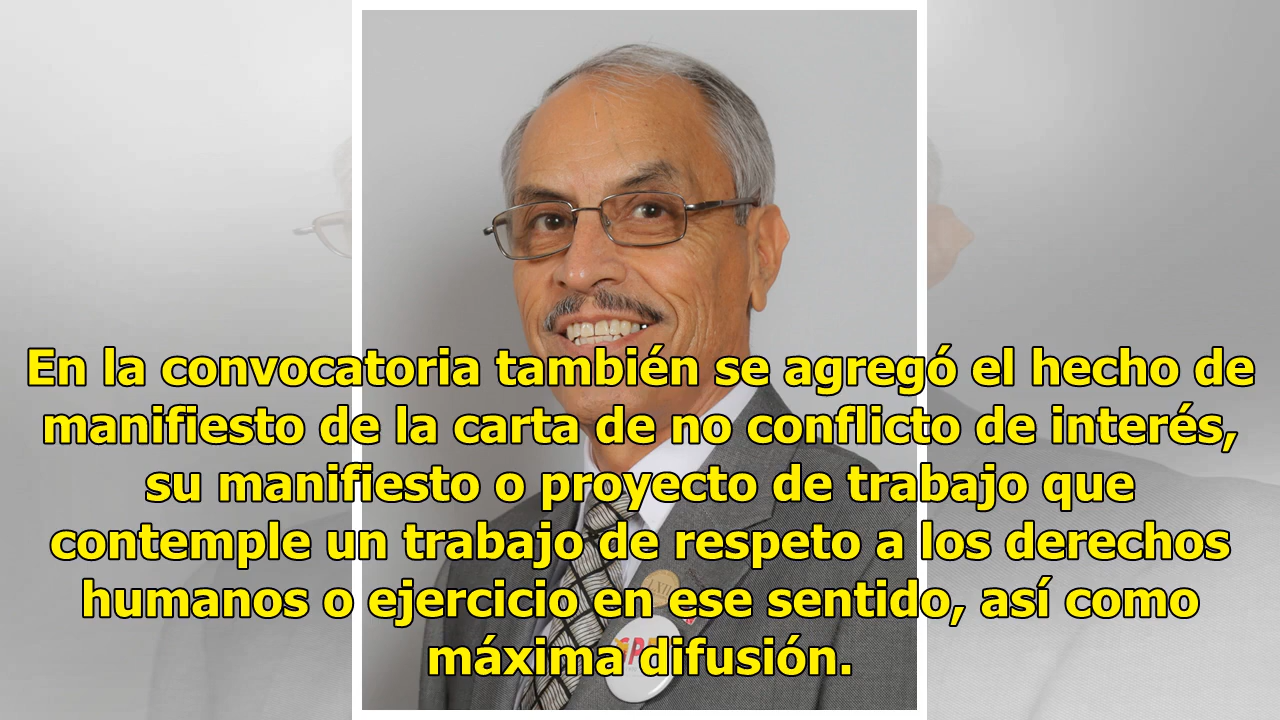 En la convocatoria también se agregó el hecho de
manifiesto de la carta de no conflicto de interés,
su manifiesto o proyecto de trabajo que
contemple un trabajo de respeto a los derechos
humanos o ejercicio en ese sentido, así como
máxima difusión.